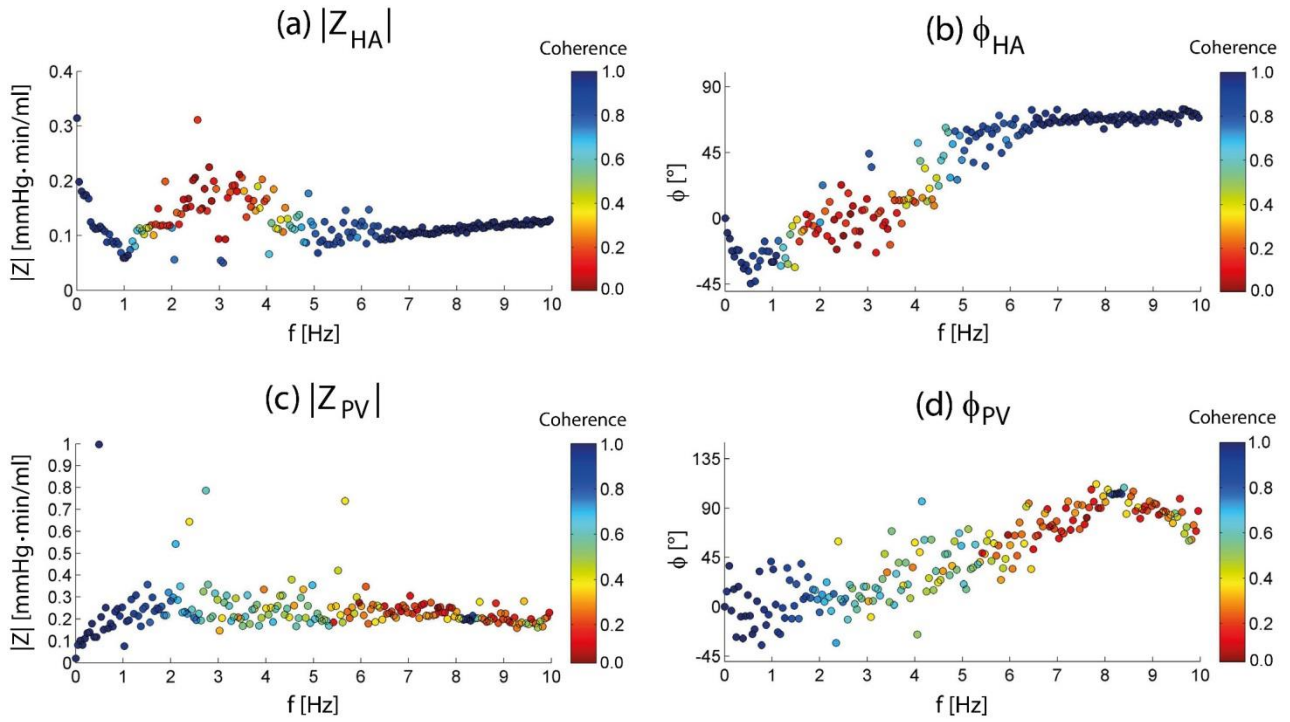 (a) |Z_HA|
Coherence
|Z| [mmHg·min/ml]
0.4
0.3
0.2
0.1
0
0 1 2 3 4 5 6 7 8 9 10
f [Hz]
1.0
0.8
0.6
0.4
0.2
0.0
(b) ϕ_HA
Coherence
ϕ [°]
90
45
0
-45
0 1 2 3 4 5 6 7 8 9 10
f [Hz]
1.0
0.8
0.6
0.4
0.2
0.0
(c) |Z_PV|
Coherence
|Z| [mmHg·min/ml]
1
0.9
0.8
0.7
0.6
0.5
0.4
0.3
0.2
0.1
0
0 1 2 3 4 5 6 7 8 9 10
f [Hz]
1.0
0.8
0.6
0.4
0.2
0.0
(d) ϕ_PV
Coherence
ϕ [°]
135
90
45
0
-45
0 1 2 3 4 5 6 7 8 9 10
f [Hz]
1.0
0.8
0.6
0.4
0.2
0.0